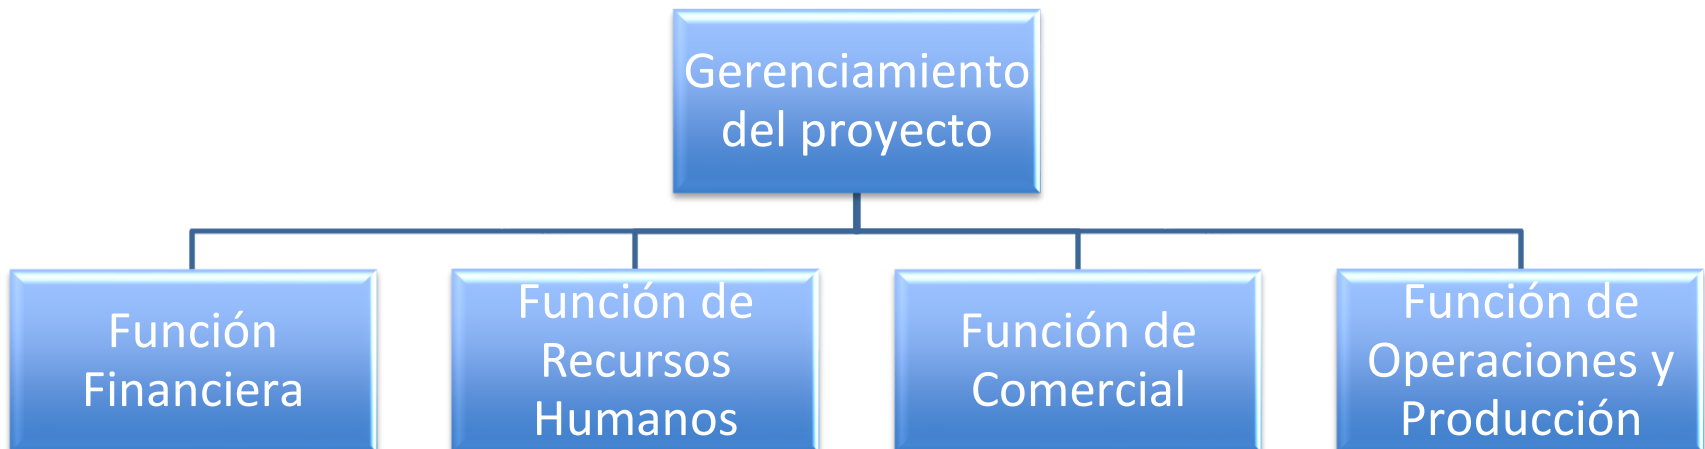 Gerenciamiento
del proyecto
Función
Financiera
Función de
Recursos
Humanos
Función de
Comercial
Función de
Operaciones y
Producción